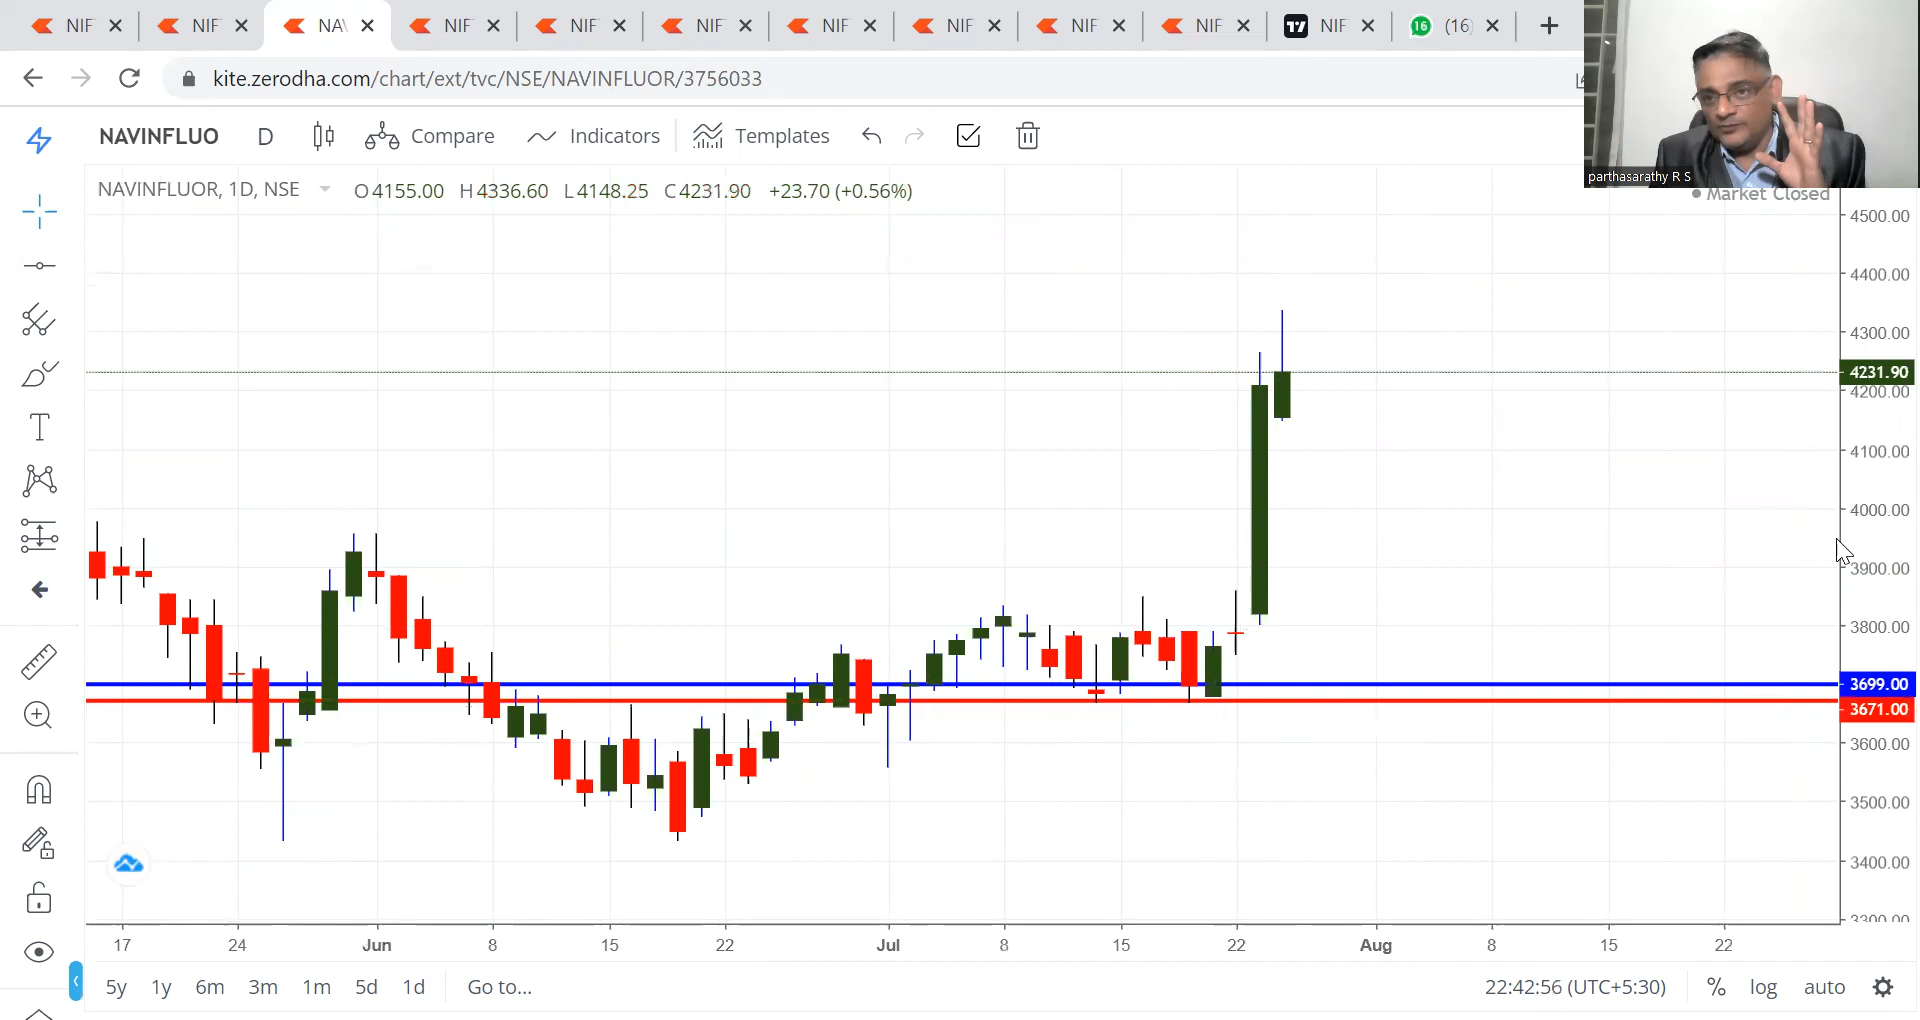 NIF NIF NA NIF NIF NIF NIF NIF NIF NIF NIF 16 (16)
kite.zerodha.com/chart/ext/tvc/NSE/NAVINFLUOR/3756033
NAVINFLUO D Compare Indicators Templates
parthasarathy R S
NAVINFLUOR, 1D, NSE O4155.00 H4336.60 L4148.25 C4231.90 +23.70 (+0.56%)
Market Closed
4500.00
4400.00
4300.00
4231.90
4200.00
4100.00
4000.00
3900.00
3800.00
3699.00
3671.00
3600.00
3500.00
3400.00
3300.00
17 24 Jun 8 15 22 Jul 8 15 22 Aug 8 15 22
5y 1y 6m 3m 1m 5d 1d Go to... 22:42:56 (UTC+5:30) % log auto